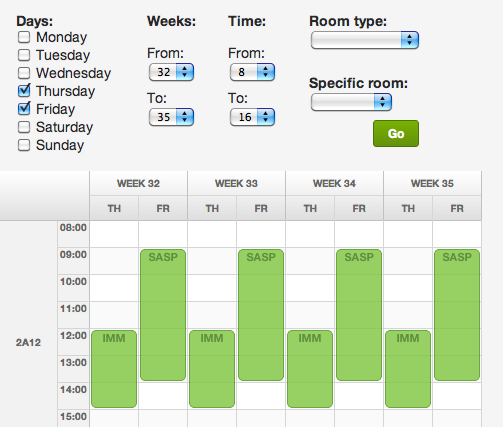 Days:
Monday
Tuesday
Wednesday
Thursday
Friday
Saturday
Sunday
Weeks:
From:
32
To:
35
Time:
From:
8
To:
16
Room type:
Specific room:
Go
WEEK 32 WEEK 33 WEEK 34 WEEK 35
TH FR TH FR TH FR TH FR
08:00
09:00 SASP SASP SASP SASP
10:00
11:00
12:00 IMM IMM IMM IMM
2A12
13:00
14:00
15:00